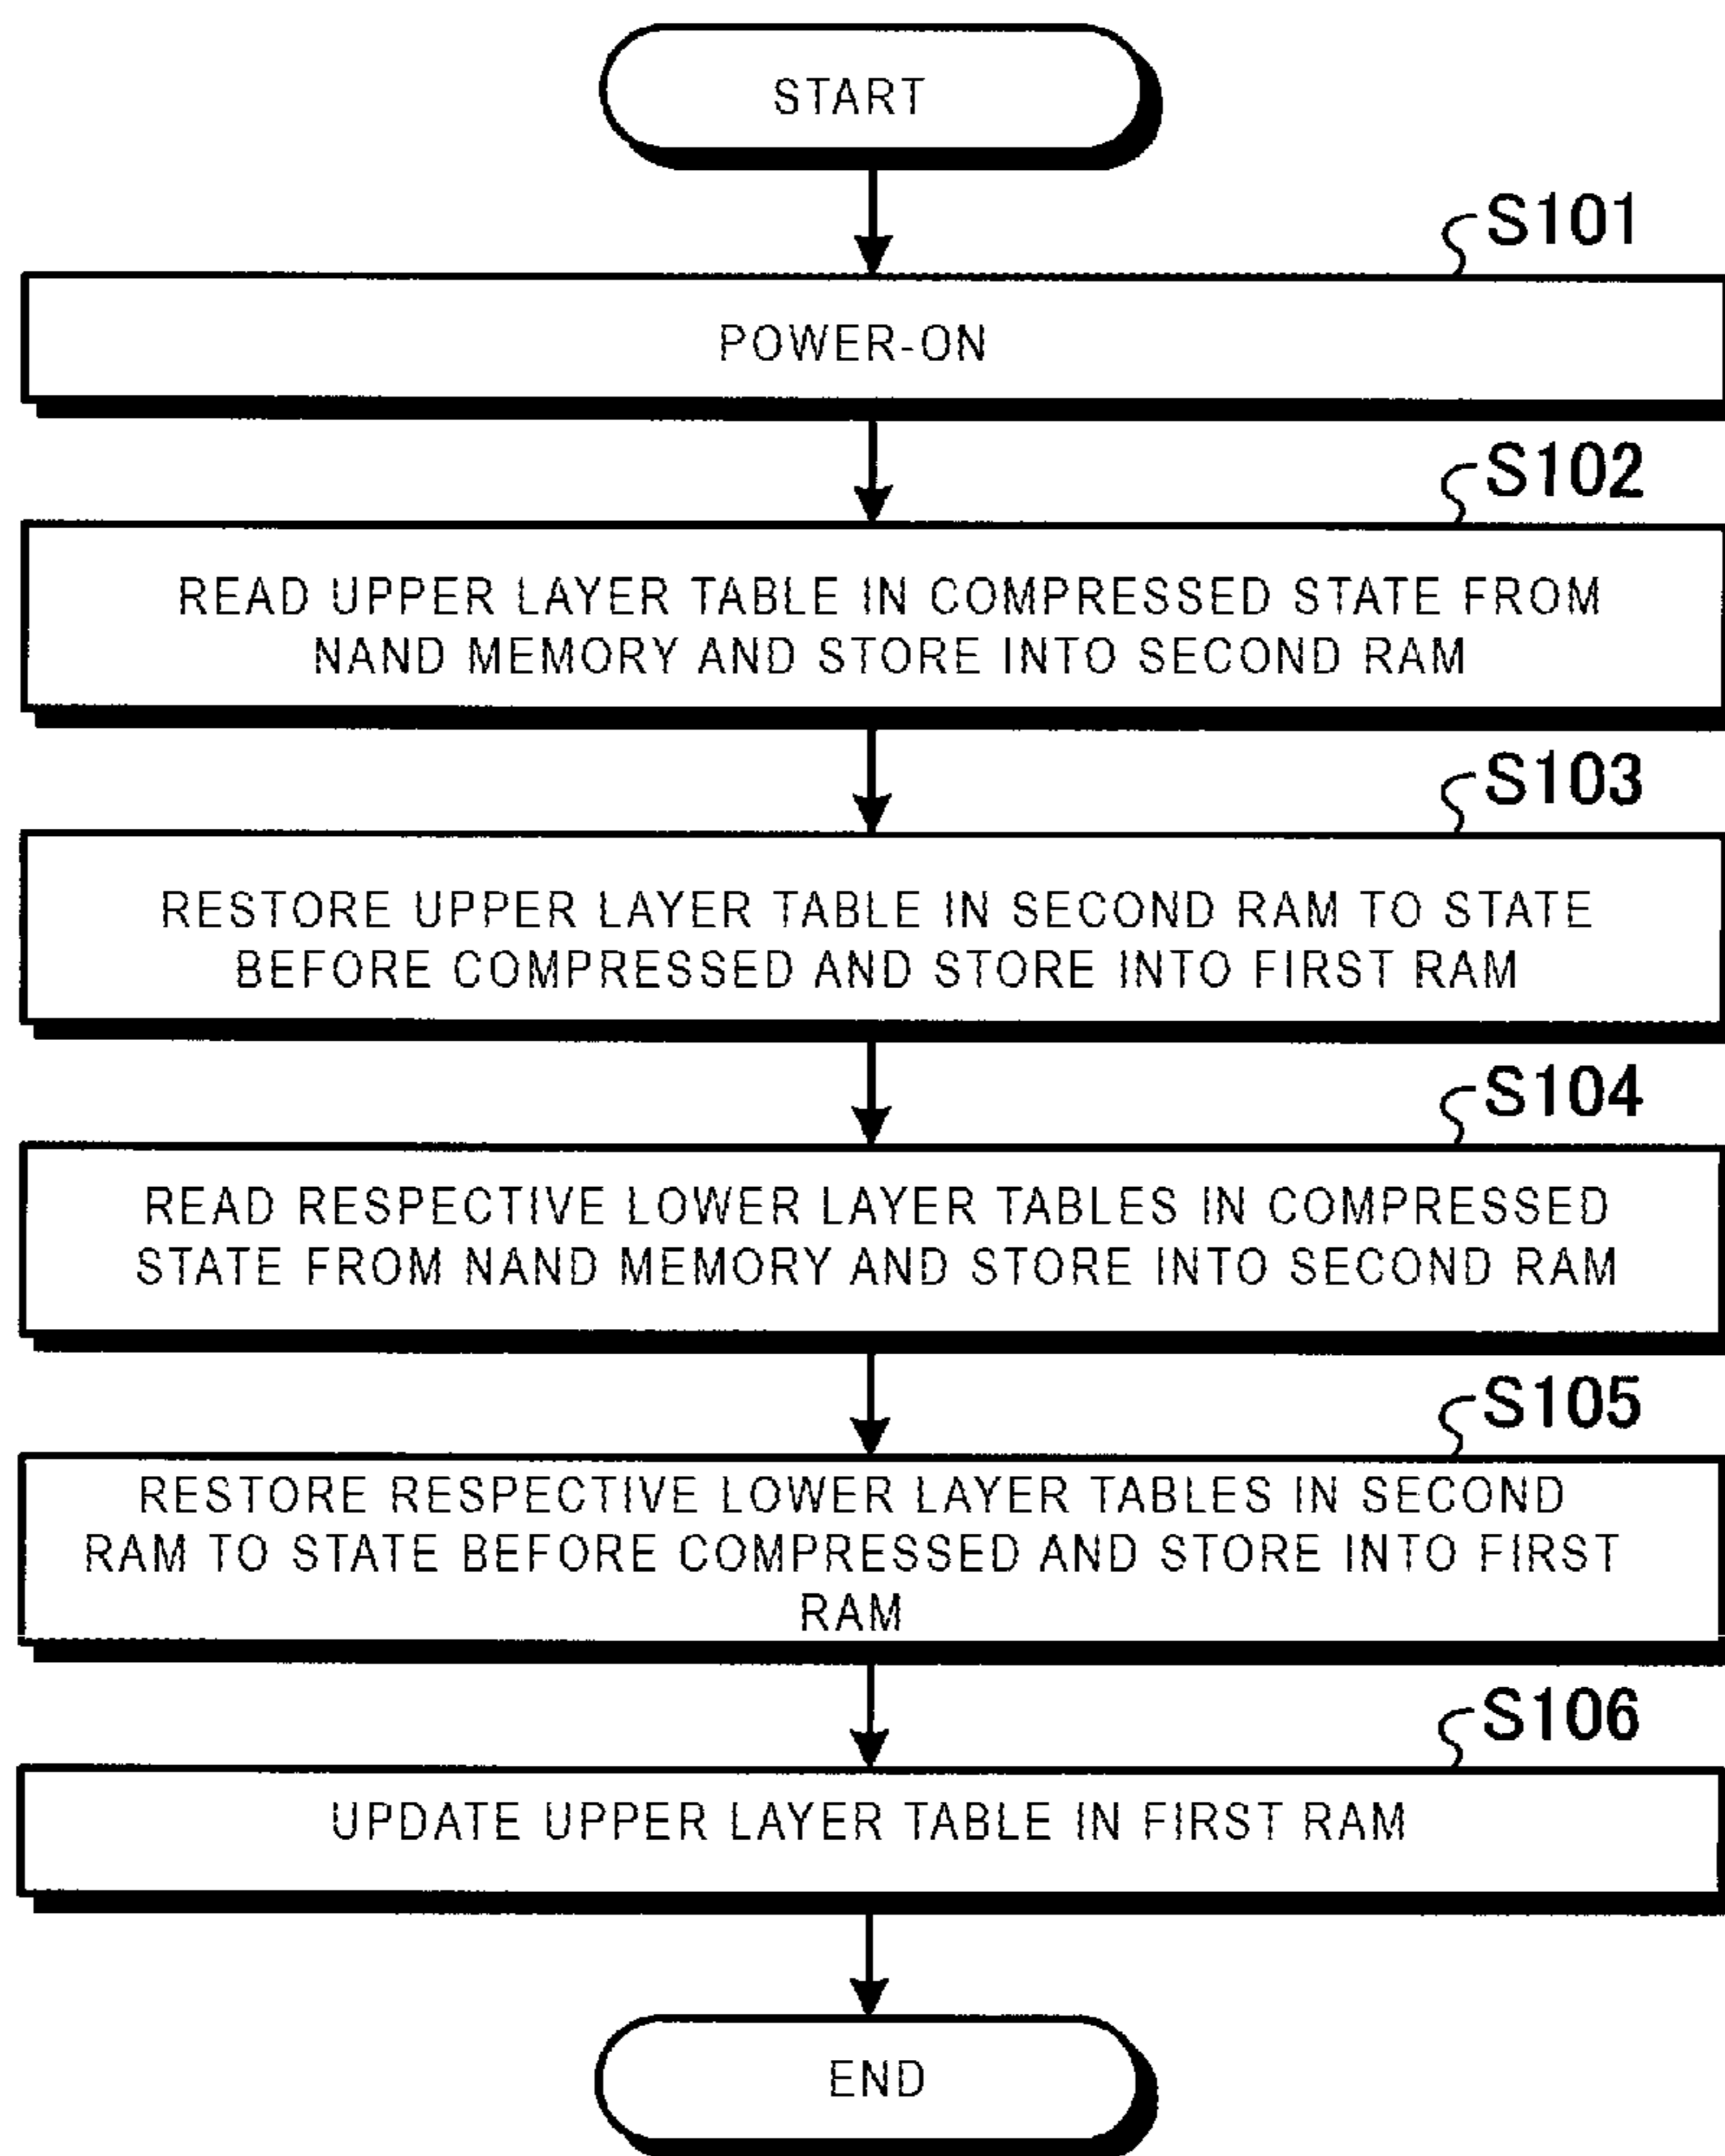 START
S101
POWER-ON
S102
READ UPPER LAYER TABLE IN COMPRESSED STATE FROM
NAND MEMORY AND STORE INTO SECOND RAM
S103
RESTORE UPPER LAYER TABLE IN SECOND RAM TO STATE
BEFORE COMPRESSED AND STORE INTO FIRST RAM
S104
READ RESPECTIVE LOWER LAYER TABLES IN COMPRESSED
STATE FROM NAND MEMORY AND STORE INTO SECOND RAM
S105
RESTORE RESPECTIVE LOWER LAYER TABLES IN SECOND
RAM TO STATE BEFORE COMPRESSED AND STORE INTO FIRST
RAM
S106
UPDATE UPPER LAYER TABLE IN FIRST RAM
END